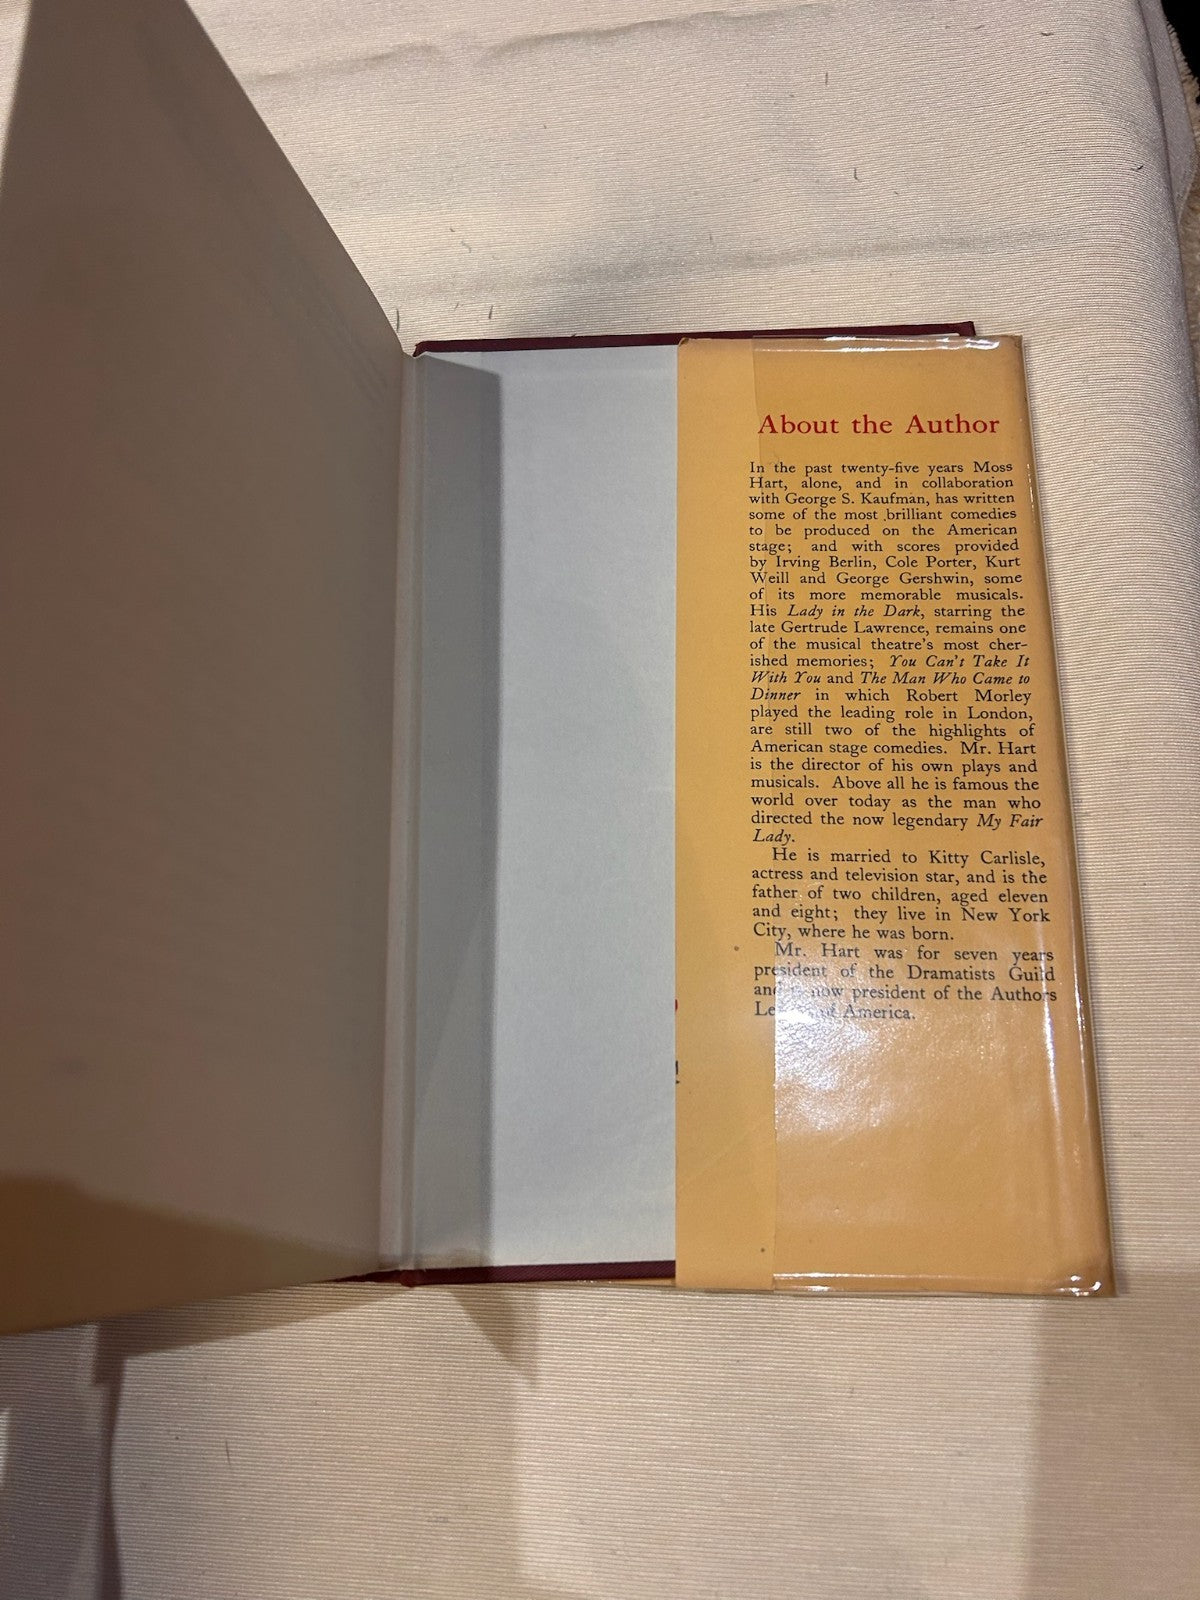 About the Author
In the past twenty-five years Moss
Hart, alone, and in collaboration
with George S. Kaufman, has written
some of the most brilliant comedies
to be produced on the American
stage; and with scores provided
by Irving Berlin, Cole Porter, Kurt
Weill and George Gershwin, some
of its more memorable musicals.
His Lady in the Dark, starring the
late Gertrude Lawrence, remains one
of the musical theatre's most cher-
ished memories; You Can't Take It
With You and The Man Who Came to
Dinner in which Robert Morley
played the leading role in London,
are still two of the highlights of
American stage comedies. Mr. Hart
is the director of his own plays and
musicals. Above all he is famous the
world over today as the man who
directed the now legendary My Fair
Lady.
He is married to Kitty Carlisle,
actress and television star, and is the
father of two children, aged eleven
and eight; they live in New York
City, where he was born.
Mr. Hart was for seven years
president of the Dramatists Guild
and now president of the Authors
of America.